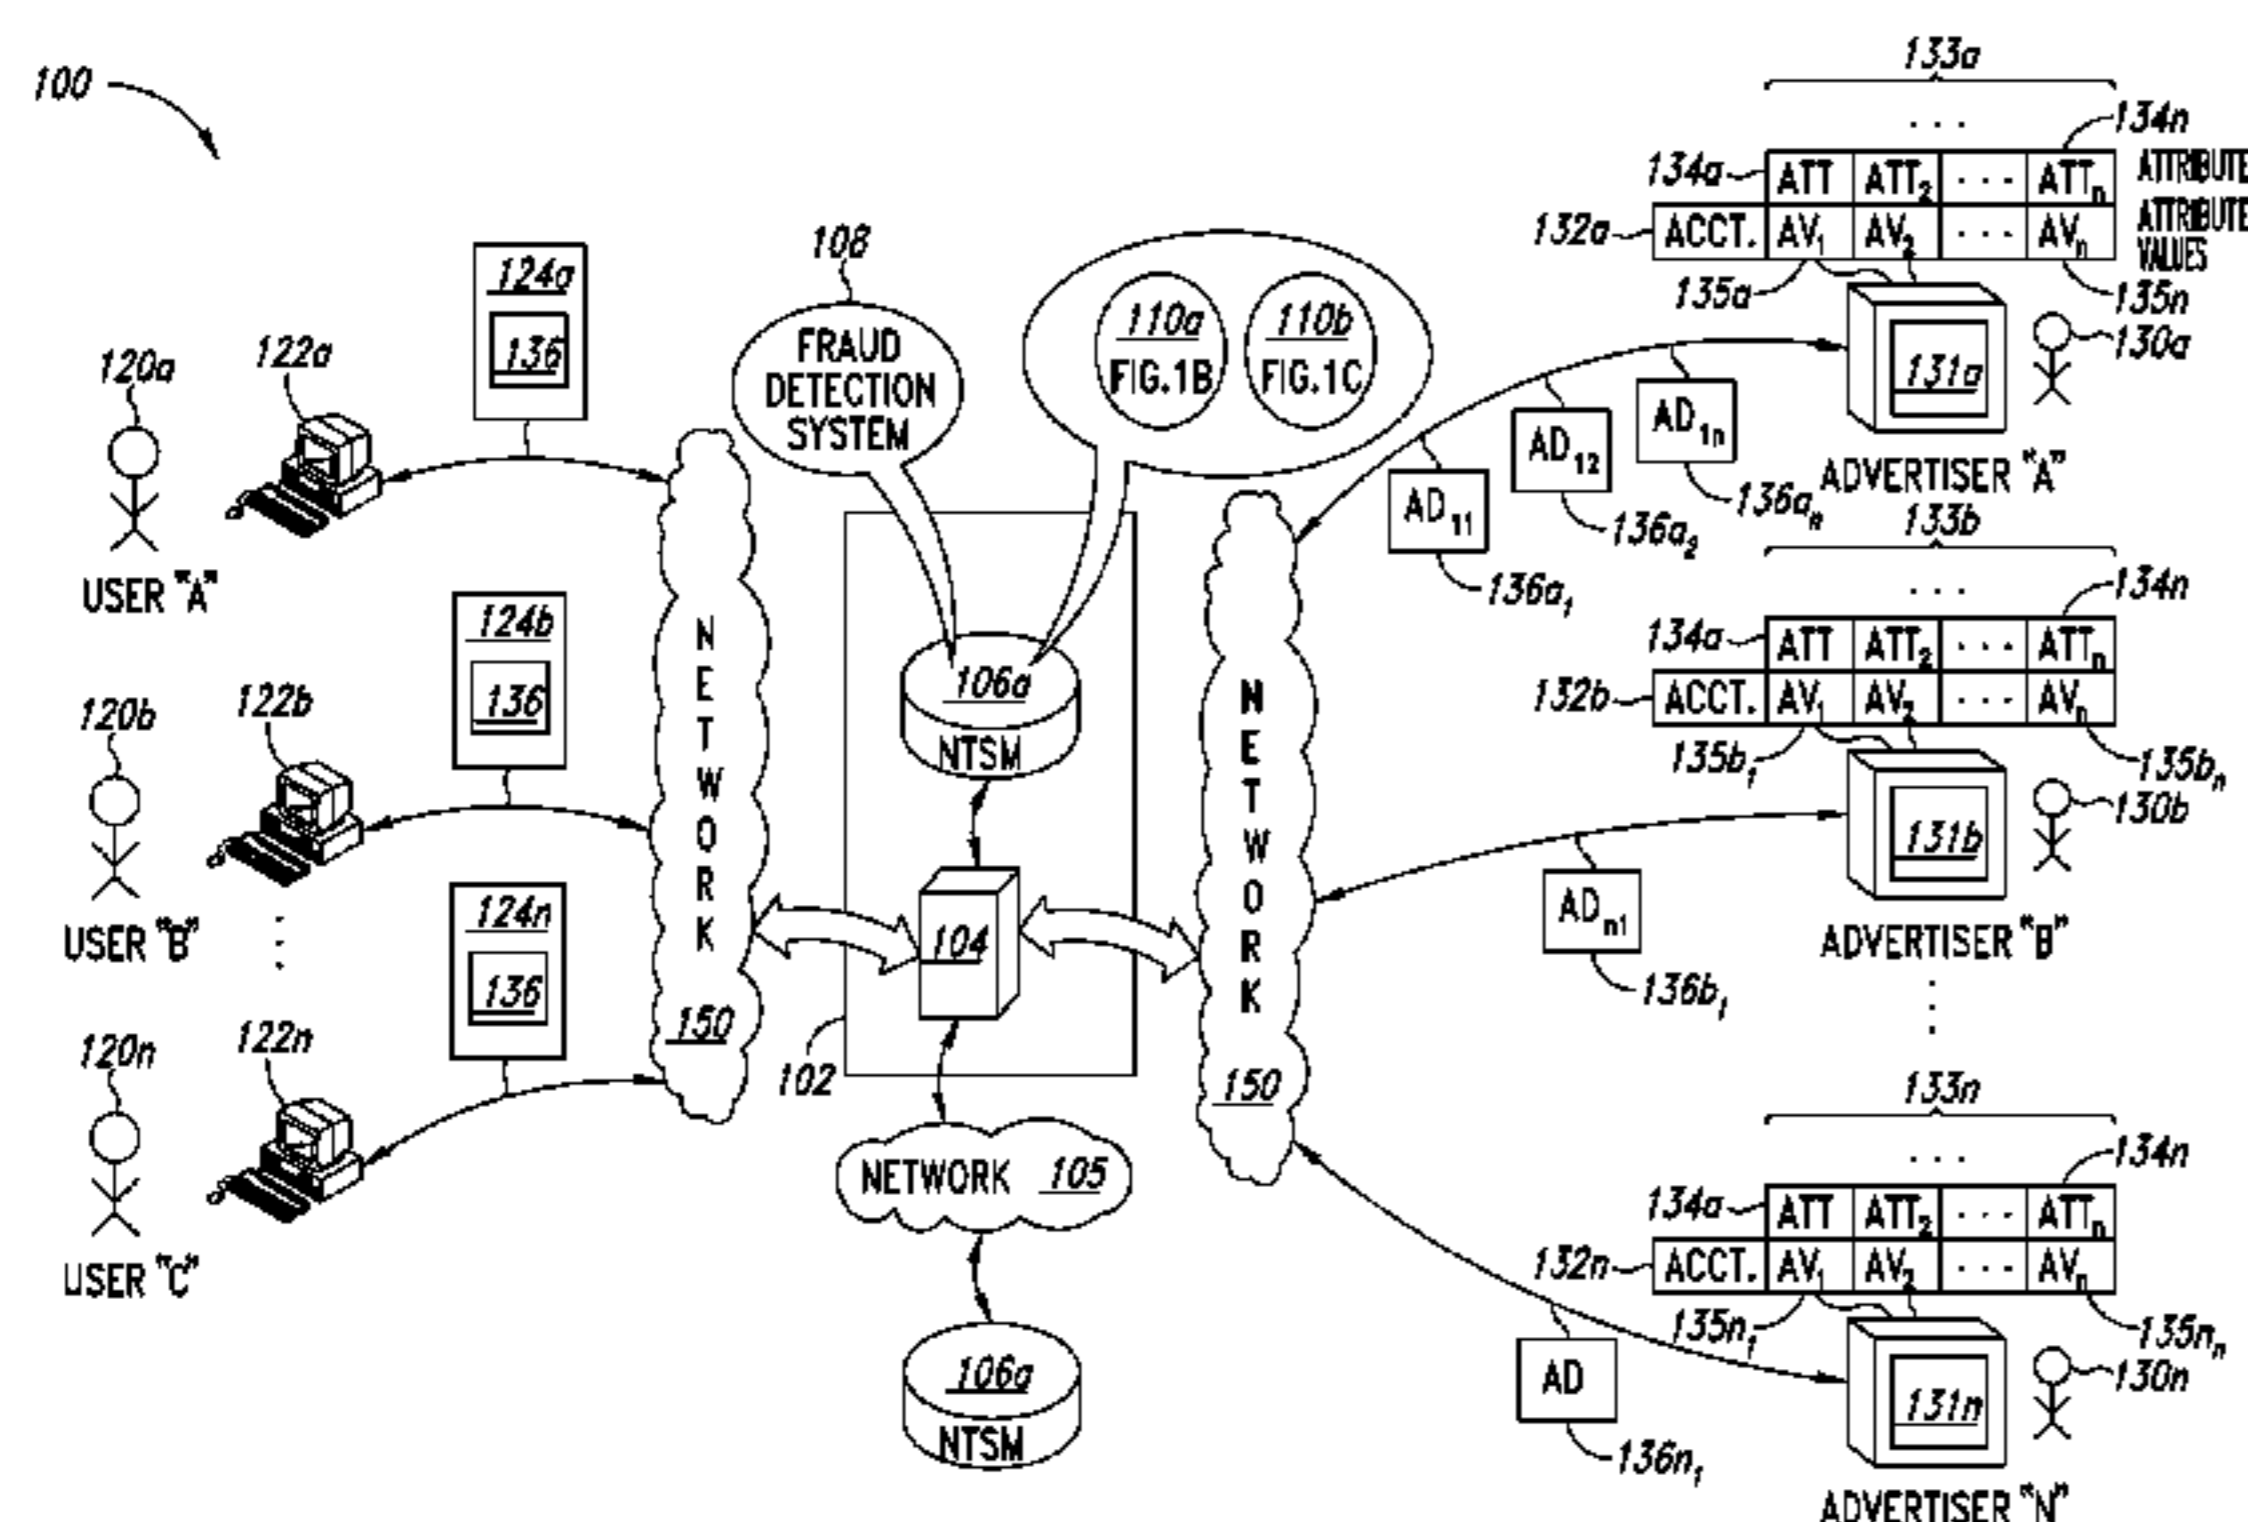 100
120a
122a
124a
136
USER "A"
120b
122b
124b
136
USER "B"
120n
122n
124n
136
USER "C"
NETWORK
150
108
FRAUD
DETECTION
SYSTEM
110a
FIG.1B
110b
FIG.1C
106a
NTSM
104
102
NETWORK 105
106a
NTSM
NETWORK
150
AD11
136a1
AD12
136a2
AD1n
136an
133a
. . .
134n
134a
ATT ATT2 . . . ATTn
ATTRIBUTE
132a
ACCT. AV1 AV2 . . . AVn
ATTRIBUTE
VALUES
135a
135n
131a
130a
ADVERTISER "A"
133b
. . .
134n
134a
ATT ATT2 . . . ATTn
132b
ACCT. AV1 AV2 . . . AVn
135b1
135bn
131b
130b
ADn1
136b1
ADVERTISER "B"
133n
. . .
134n
134a
ATT ATT2 . . . ATTn
132n
ACCT. AV1 AV2 . . . AVn
135n1
135nn
131n
130n
AD
136n1
ADVERTISER "N"